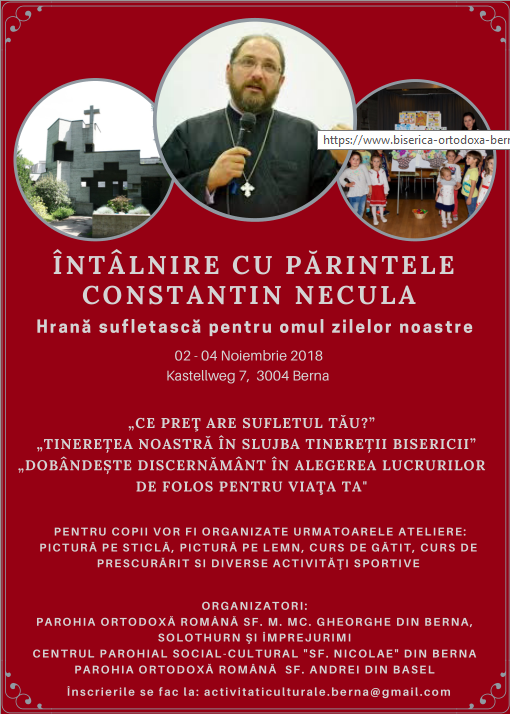 https://www.biserica-ortodoxa-bern
ÎNTÂLNIRE CU PĂRINTELE
CONSTANTIN NECULA
Hrană sufletască pentru omul zilelor noastre
02 - 04 Noiembrie 2018
Kastellweg 7, 3004 Berna
„CE PREŢ ARE SUFLETUL TĂU?”
„TINEREȚEA NOASTRĂ ÎN SLUJBA TINEREȚII BISERICII”
„DOBÂNDEȘTE DISCERNĂMÂNT ÎN ALEGEREA LUCRURILOR
DE FOLOS PENTRU VIAŢA TA"
PENTRU COPII VOR FI ORGANIZATE URMATOARELE ATELIERE:
PICTURĂ PE STICLĂ, PICTURĂ PE LEMN, CURS DE GĂTIT, CURS DE
PRESCURĂRIT SI DIVERSE ACTIVITĂŢI SPORTIVE
ORGANIZATORI:
PAROHIA ORTODOXĂ ROMÂNĂ SF. M. MC. GHEORGHE DIN BERNA,
SOLOTHURN ȘI ÎMPREJURIMI
CENTRUL PAROHIAL SOCIAL-CULTURAL "SF. NICOLAE" DIN BERNA
PAROHIA ORTODOXĂ ROMÂNĂ SF. ANDREI DIN BASEL
Înscrierile se fac la: activitaticulturale.berna@gmail.com